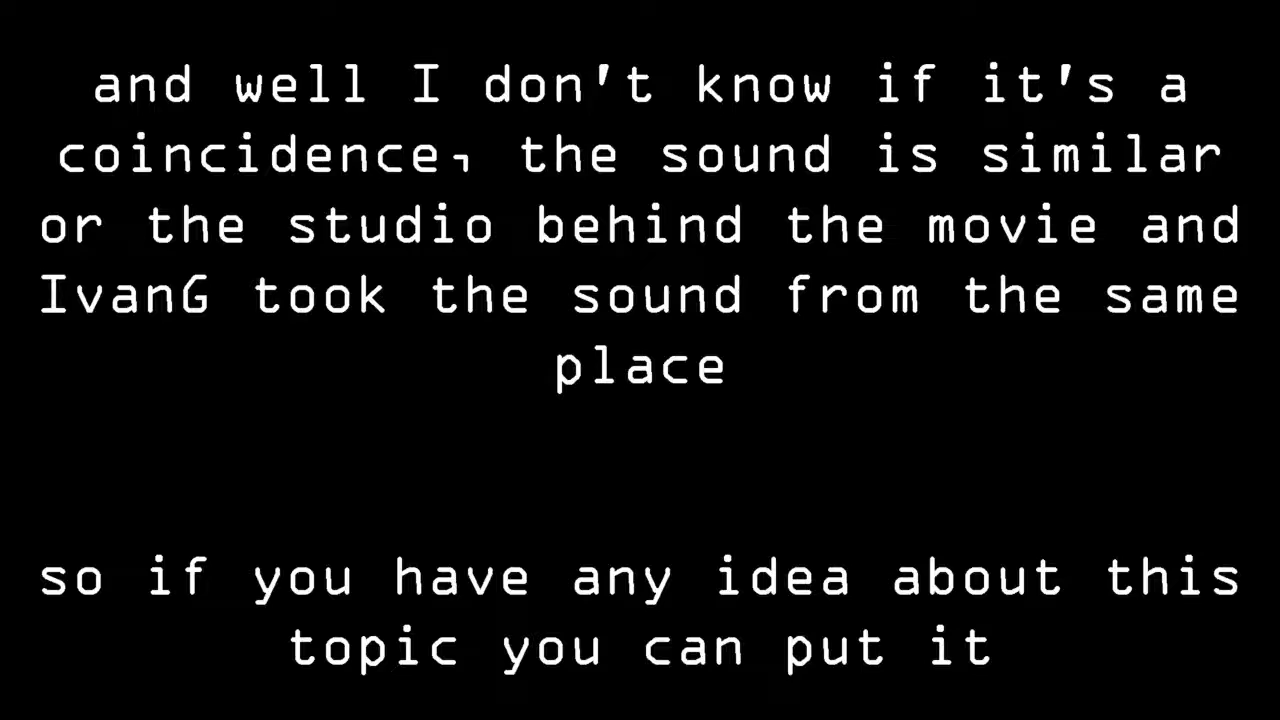 and well I don't know if it's a
coincidence, the sound is similar
or the studio behind the movie and
IvanG took the sound from the same
place
so if you have any idea about this
topic you can put it